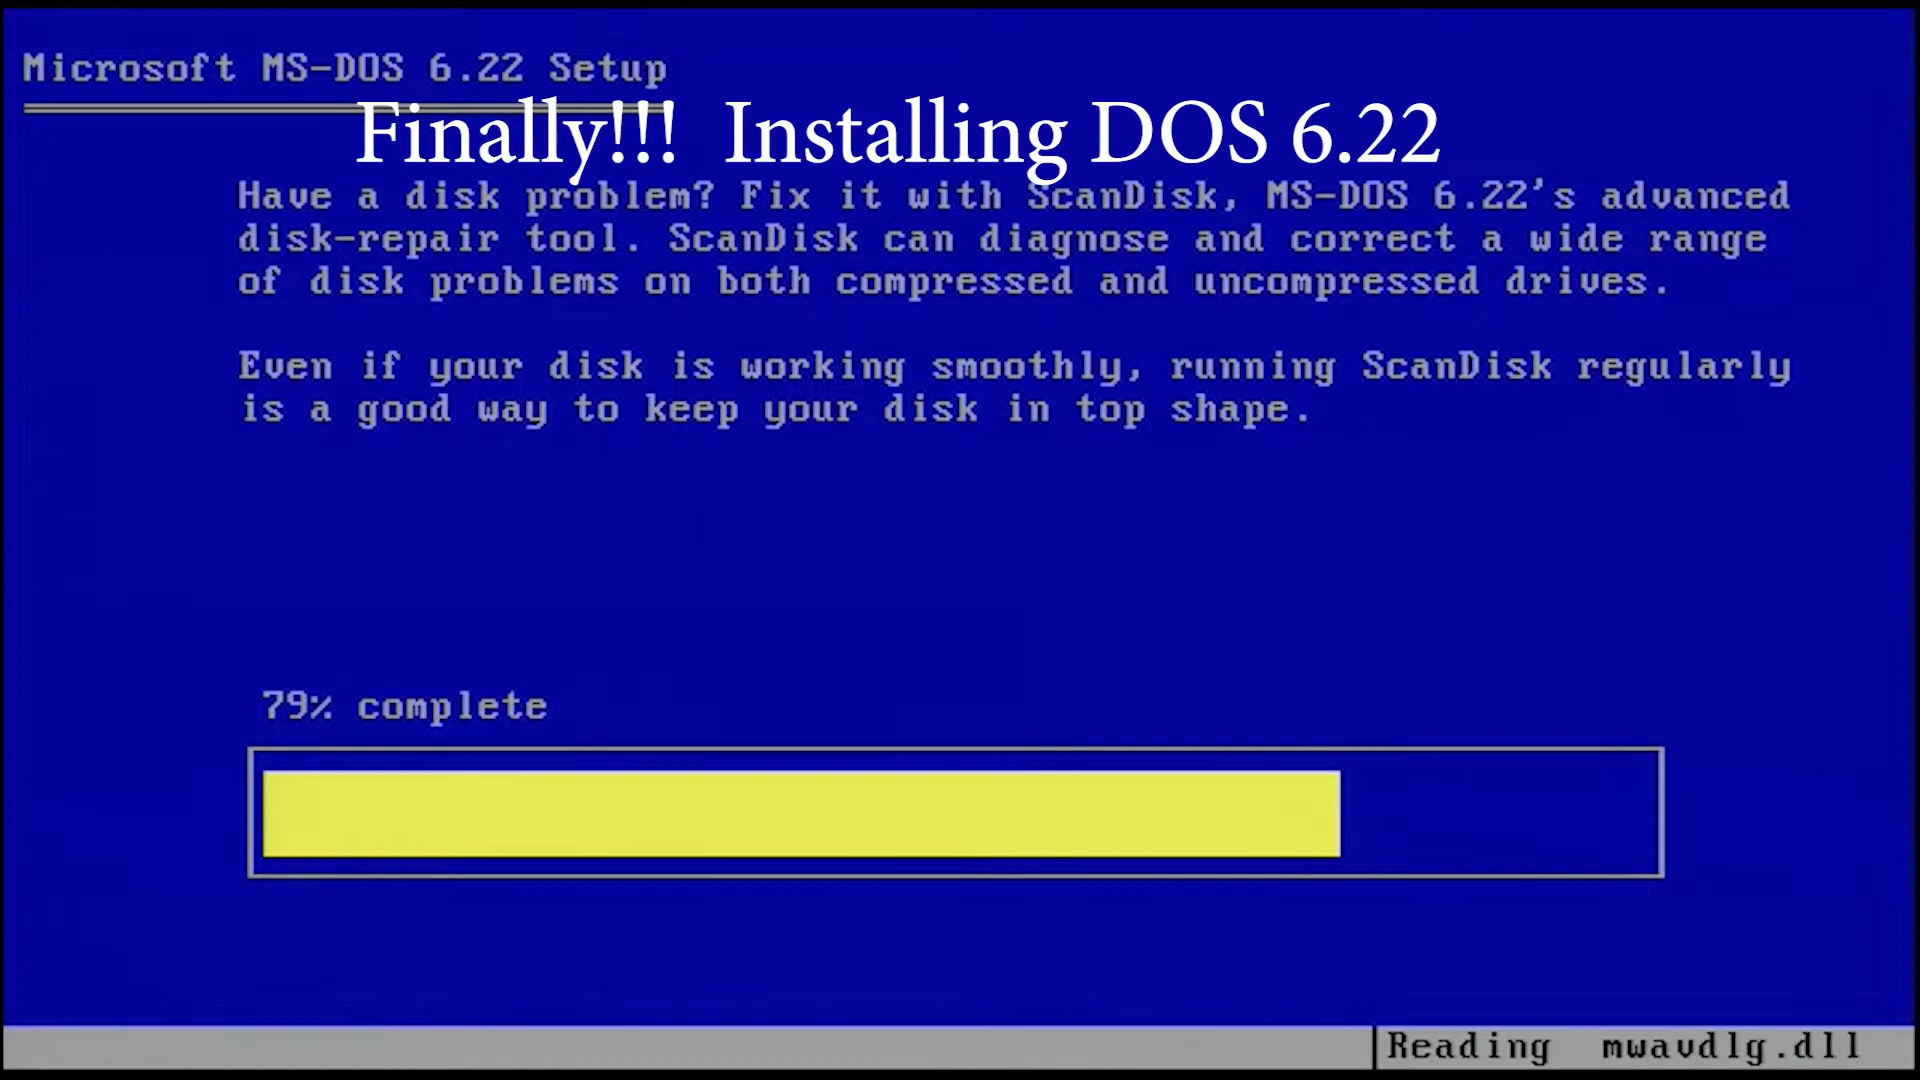 Microsoft MS-DOS 6.22 Setup
Finally!!! Installing DOS 6.22
Have a disk problem? Fix it with ScanDisk, MS-DOS 6.22's advanced
disk-repair tool. ScanDisk can diagnose and correct a wide range
of disk problems on both compressed and uncompressed drives.
Even if your disk is working smoothly, running ScanDisk regularly
is a good way to keep your disk in top shape.
79% complete
Reading mwavdlg.dll